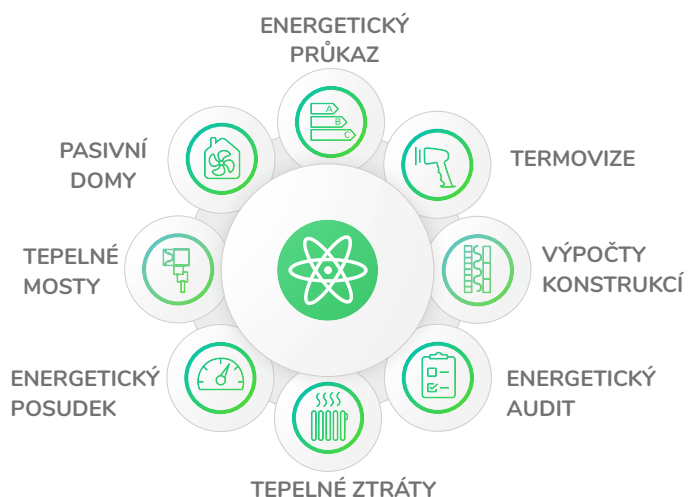 ENERGETICKÝ
PRŮKAZ
A
B
C
PASIVNÍ
DOMY
TERMOVIZE
TEPELNÉ
MOSTY
VÝPOČTY
KONSTRUKCÍ
ENERGETICKÝ
POSUDEK
ENERGETICKÝ
AUDIT
TEPELNÉ ZTRÁTY